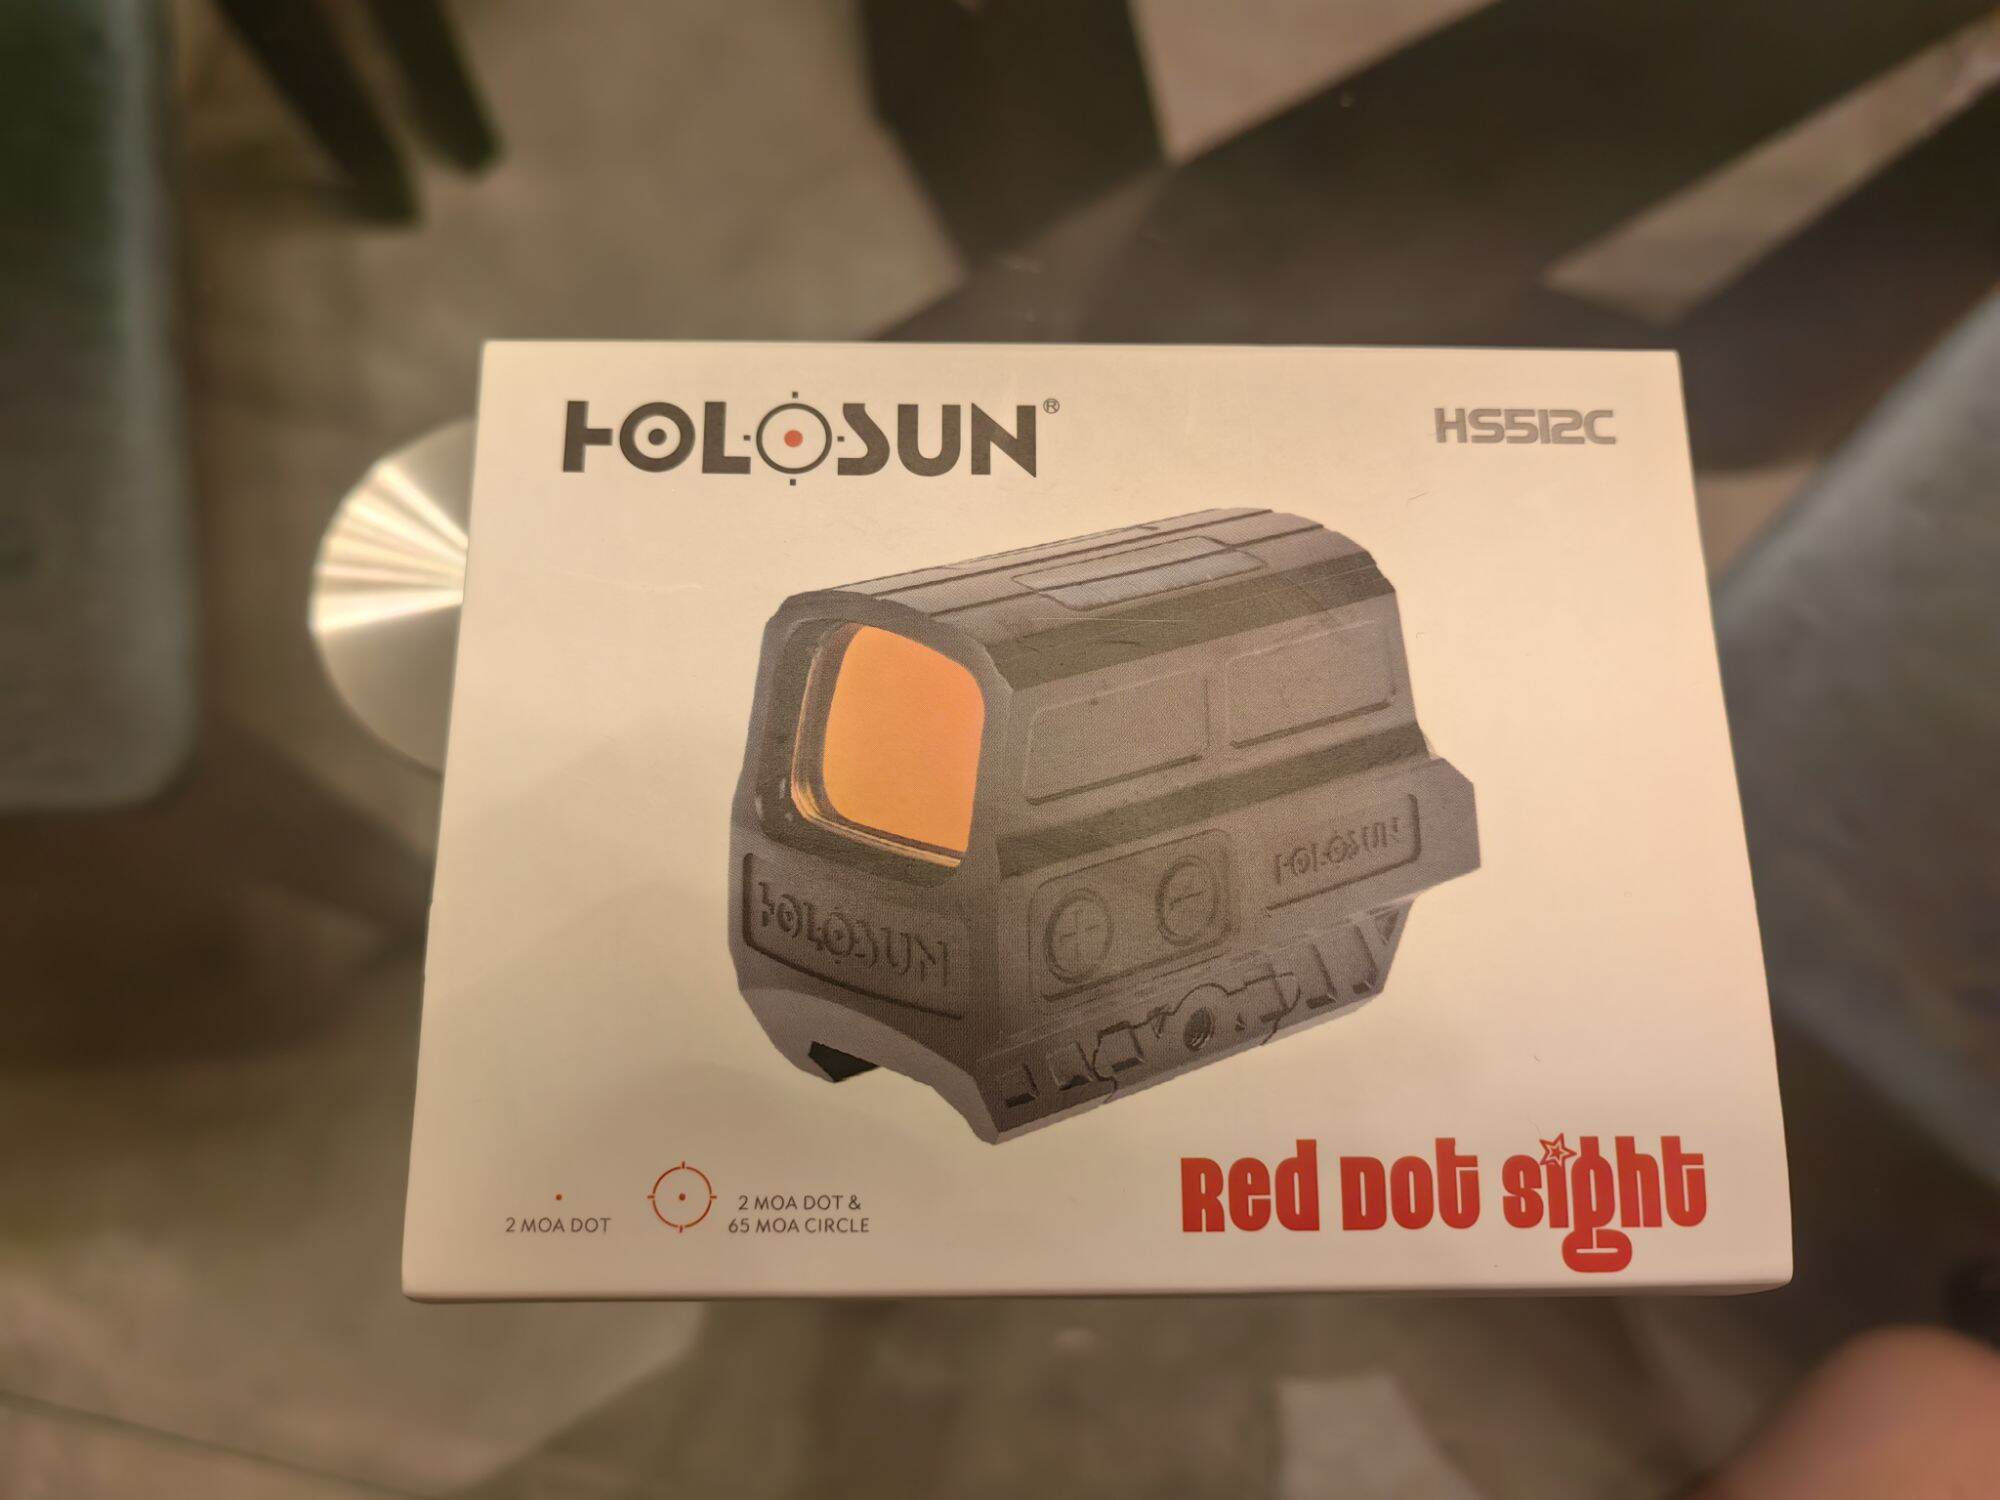 HOLOSUN®
HS512C
HOLOSUN
HOLOSUN
2 MOA DOT
2 MOA DOT &
65 MOA CIRCLE
Red Dot Sight